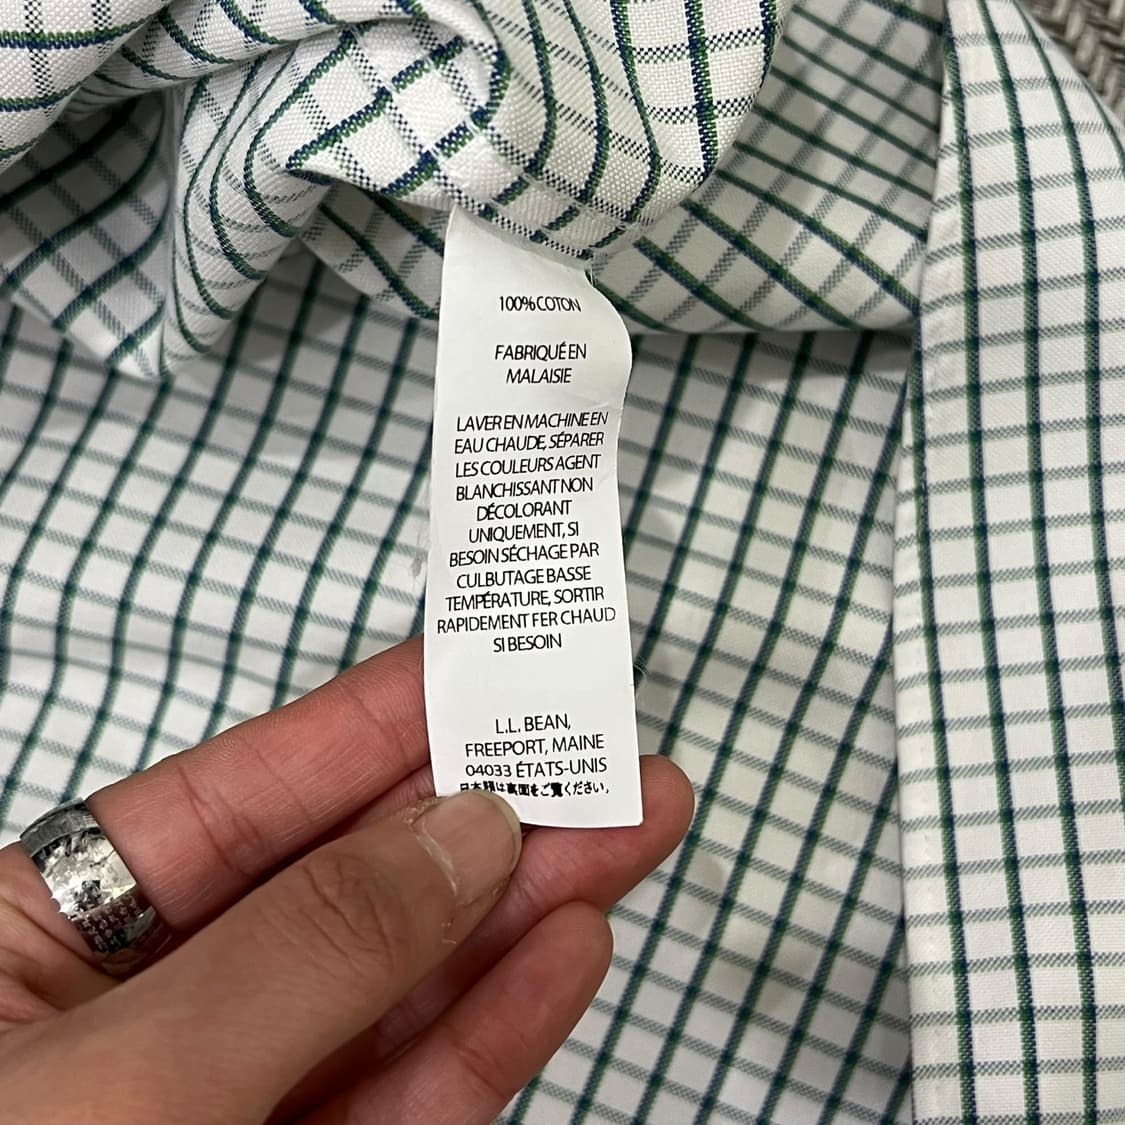 100% COTON
FABRIQUÉ EN
MALAISIE
LAVER EN MACHINE EN
EAU CHAUDE, SÉPARER
LES COULEURS AGENT
BLANCHISSANT NON
DÉCOLORANT
UNIQUEMENT, SI
BESOIN SÉCHAGE PAR
CULBUTAGE BASSE
TEMPÉRATURE, SORTIR
RAPIDEMENT FER CHAUD
SI BESOIN
L.L. BEAN,
FREEPORT, MAINE
04033 ÉTATS-UNIS
日本語は裏面をご覧ください。